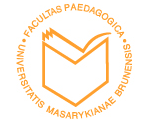 UNIVERSITATIS MASARYKIANAE BRUNENSIS • FACULTAS PAEDAGOGICA •